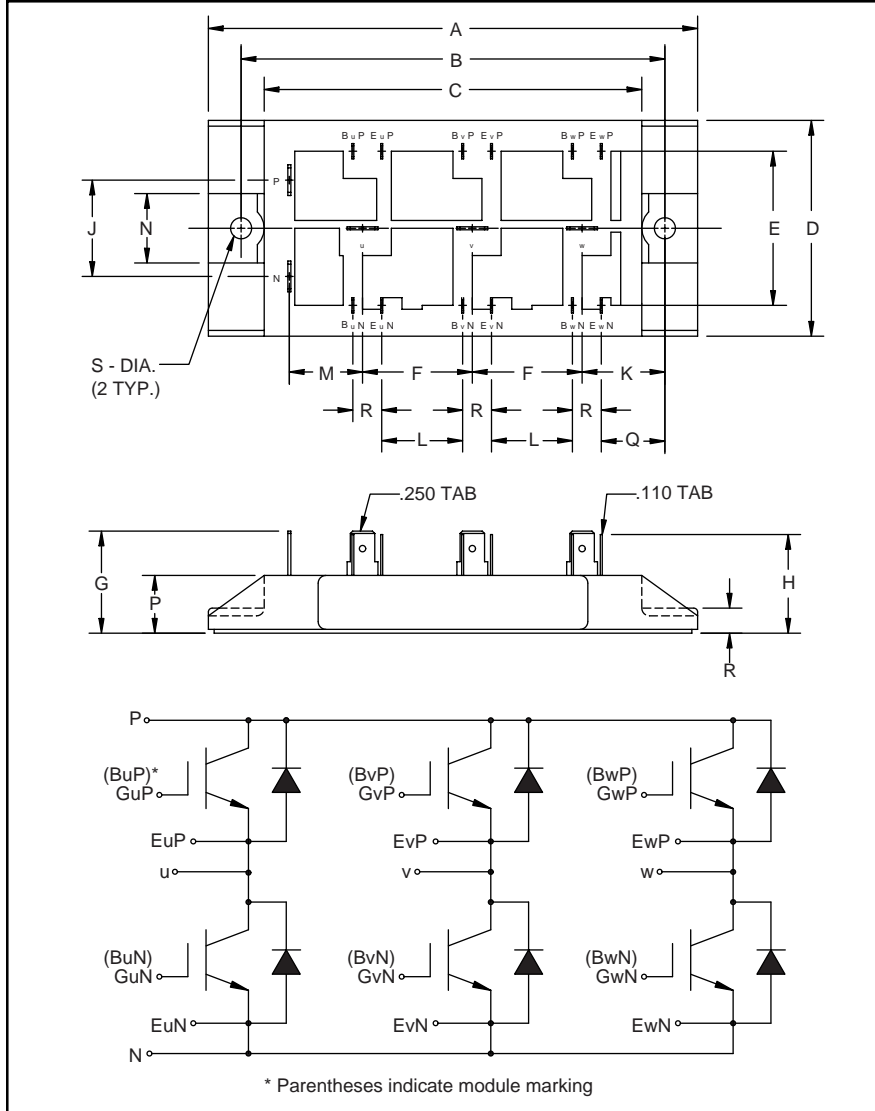 A
B
C
BuP EuP BvP EvP BwP EwP
P
J N E D
u v w
N
BuN EuN BvN EvN BwN EwN
S - DIA.
(2 TYP.)
M F F K
R R R
L L Q
.250 TAB .110 TAB
G P H
R
P
(BuP)* (BvP) (BwP)
GuP GvP GwP
EuP EvP EwP
u v w
(BuN) (BvN) (BwN)
GuN GvN GwN
EuN EvN EwN
N
* Parentheses indicate module marking